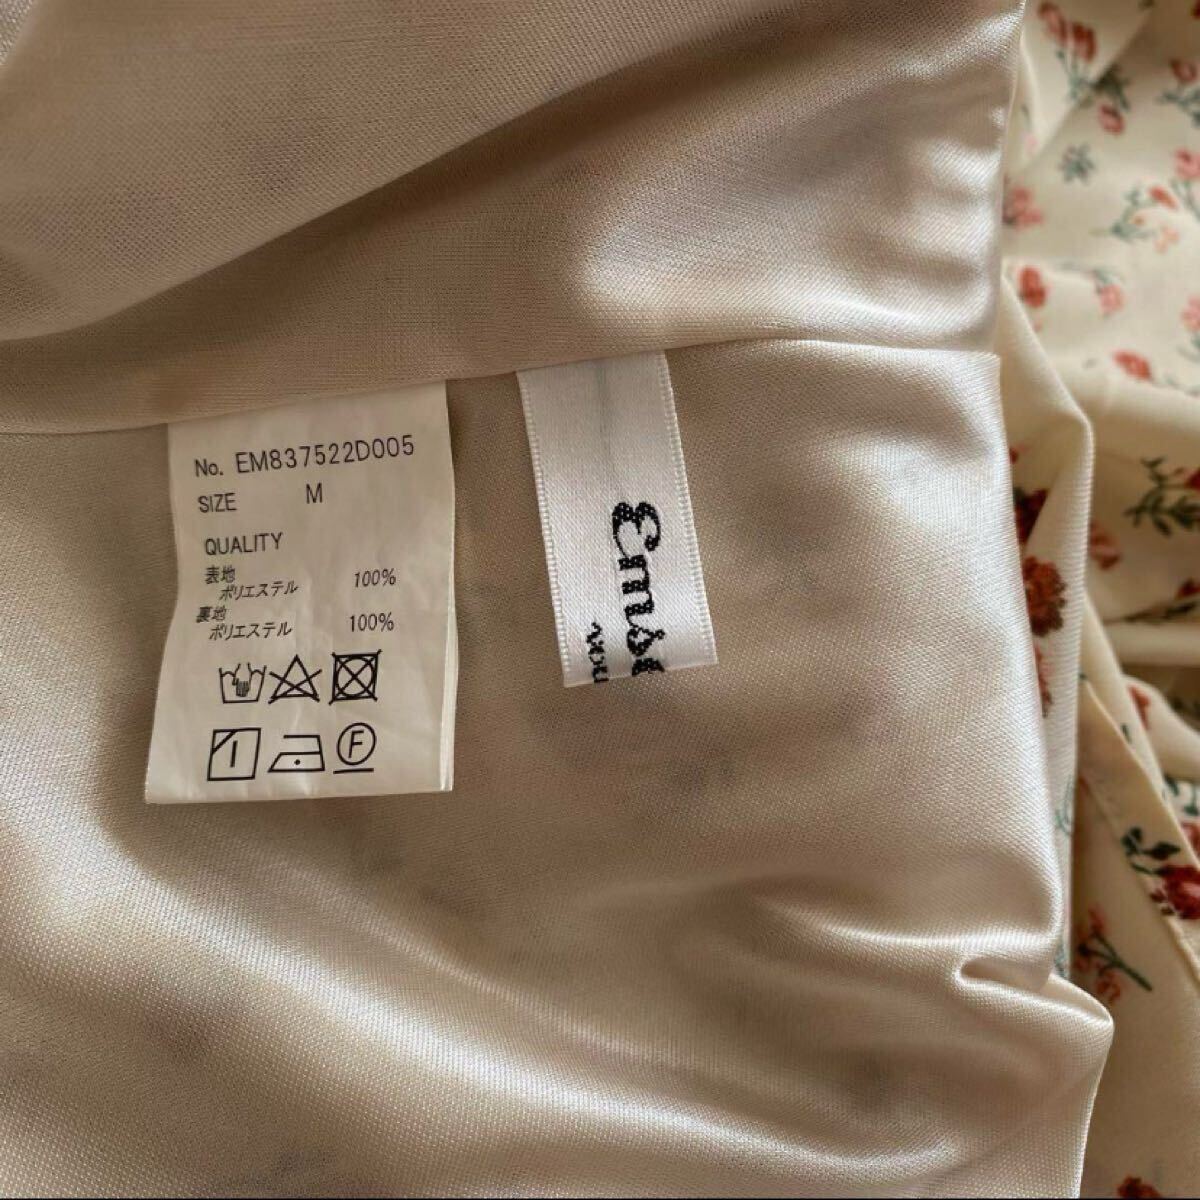 No. EM837522D005
SIZE M
QUALITY
表地
ポリエステル 100%
裏地
ポリエステル 100%
F